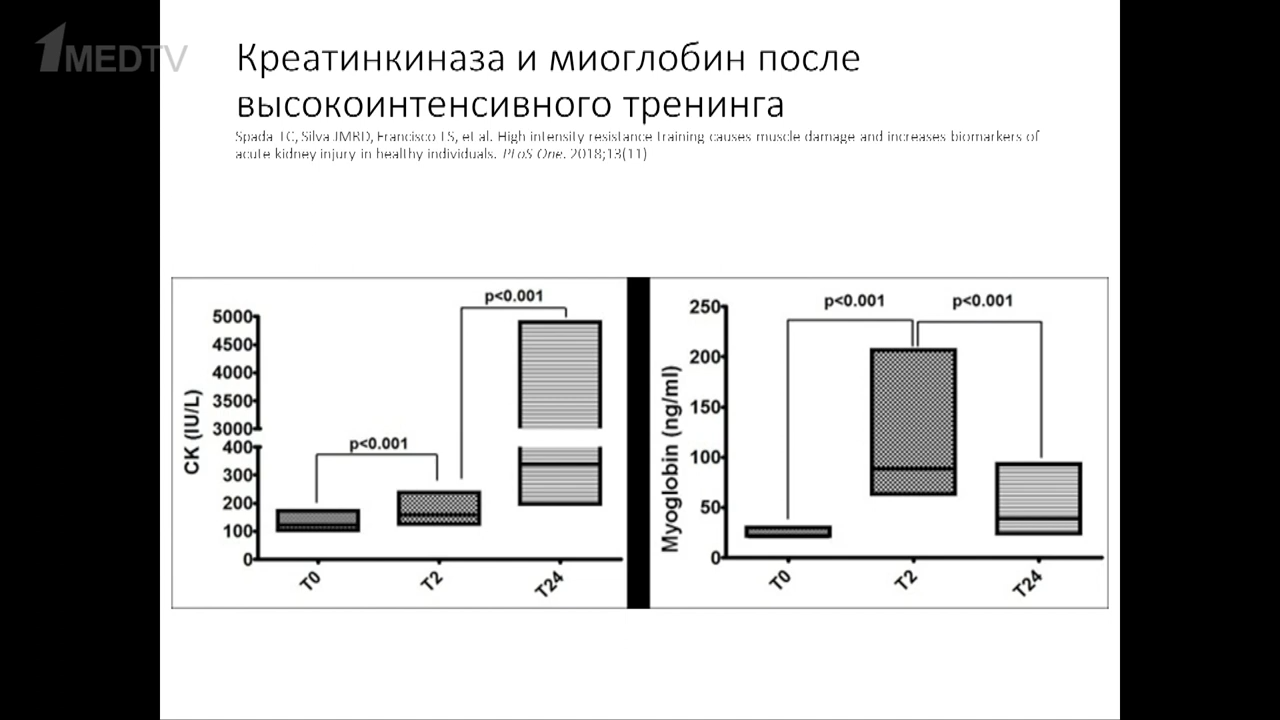 1MEDTV
Креатинкиназа и миоглобин после
высокоинтенсивного тренинга
Spada TC, Silva JMRD, Francisco LS, et al. High intensity resistance training causes muscle damage and increases biomarkers of
acute kidney injury in healthy individuals. PLoS One. 2018;13(11)
p<0.001
p<0.001
CK (IU/L)
5000
4500
4000
3500
3000
400
300
200
100
0
T0
T2
T24
p<0.001
p<0.001
Myoglobin (ng/ml)
250
200
150
100
50
0
T0
T2
T24